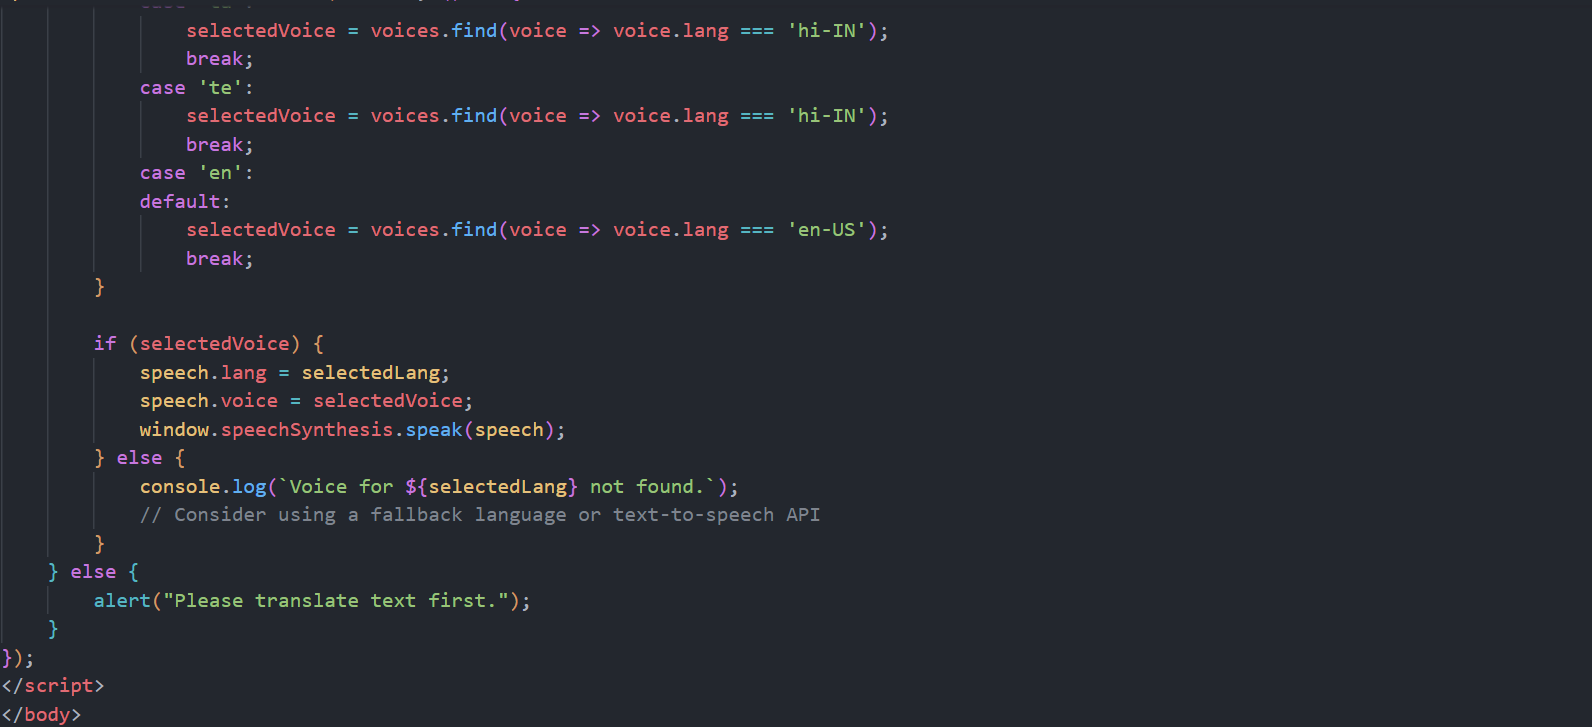 selectedVoice = voices.find(voice => voice.lang === 'hi-IN');
break;
case 'te':
selectedVoice = voices.find(voice => voice.lang === 'hi-IN');
break;
case 'en':
default:
selectedVoice = voices.find(voice => voice.lang === 'en-US');
break;
}
if (selectedVoice) {
speech.lang = selectedLang;
speech.voice = selectedVoice;
window.speechSynthesis.speak(speech);
} else {
console.log(`Voice for ${selectedLang} not found.`);
// Consider using a fallback language or text-to-speech API
}
} else {
alert("Please translate text first.");
}
});
</script>
</body>